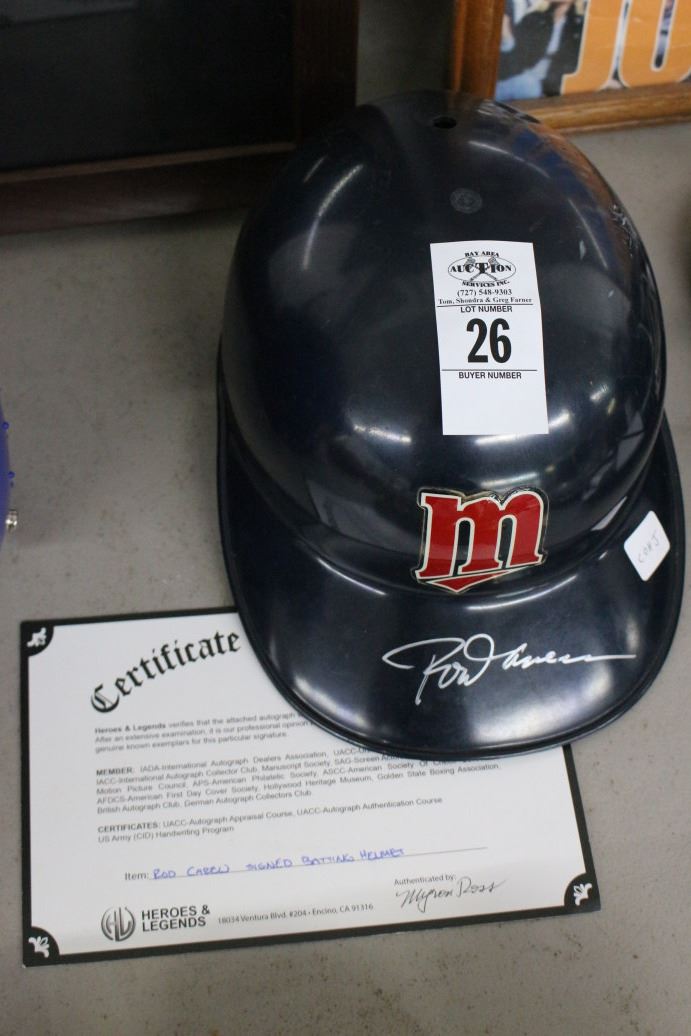 BAY AREA
AUCTION
SERVICES INC.
(727) 548-9303
Tom, Shondra & Greg Farner
LOT NUMBER
26
BUYER NUMBER
m
Rod Carew
Certificate
Heroes & Legends verifies that the attached autograph
After an extensive examination, it is our professional opinion
genuine known exemplars for this particular signature.
MEMBER: IADA-International Autograph Dealers Association, UACC-Un
IACC-International Autograph Collector Club, Manuscript Society, SAG-Screen
Motion Picture Council, APS-American Philatelic Society, ASCC-American Society Of
AFDCS-American First Day Cover Society, Hollywood Heritage Museum, Golden State Boxing Association,
British Autograph Club, German Autograph Collectors Club
CERTIFICATES: UACC-Autograph Appraisal Course, UACC-Autograph Authentication Course
US Army (CID) Handwriting Program
Item: ROD CAREW SIGNED BATTING HELMET
Authenticated by:
Myron Ross
HL HEROES &
LEGENDS
18034 Ventura Blvd. #204 • Encino, CA 91316